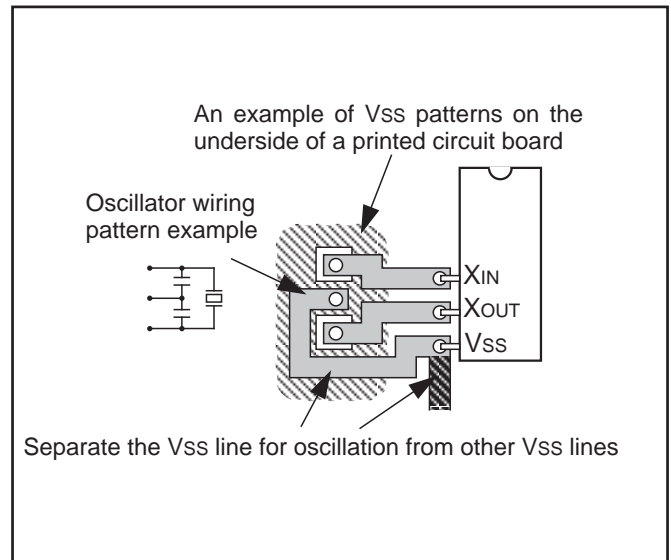 An example of VSS patterns on the
underside of a printed circuit board
Oscillator wiring
pattern example
XIN
XOUT
VSS
Separate the VSS line for oscillation from other VSS lines